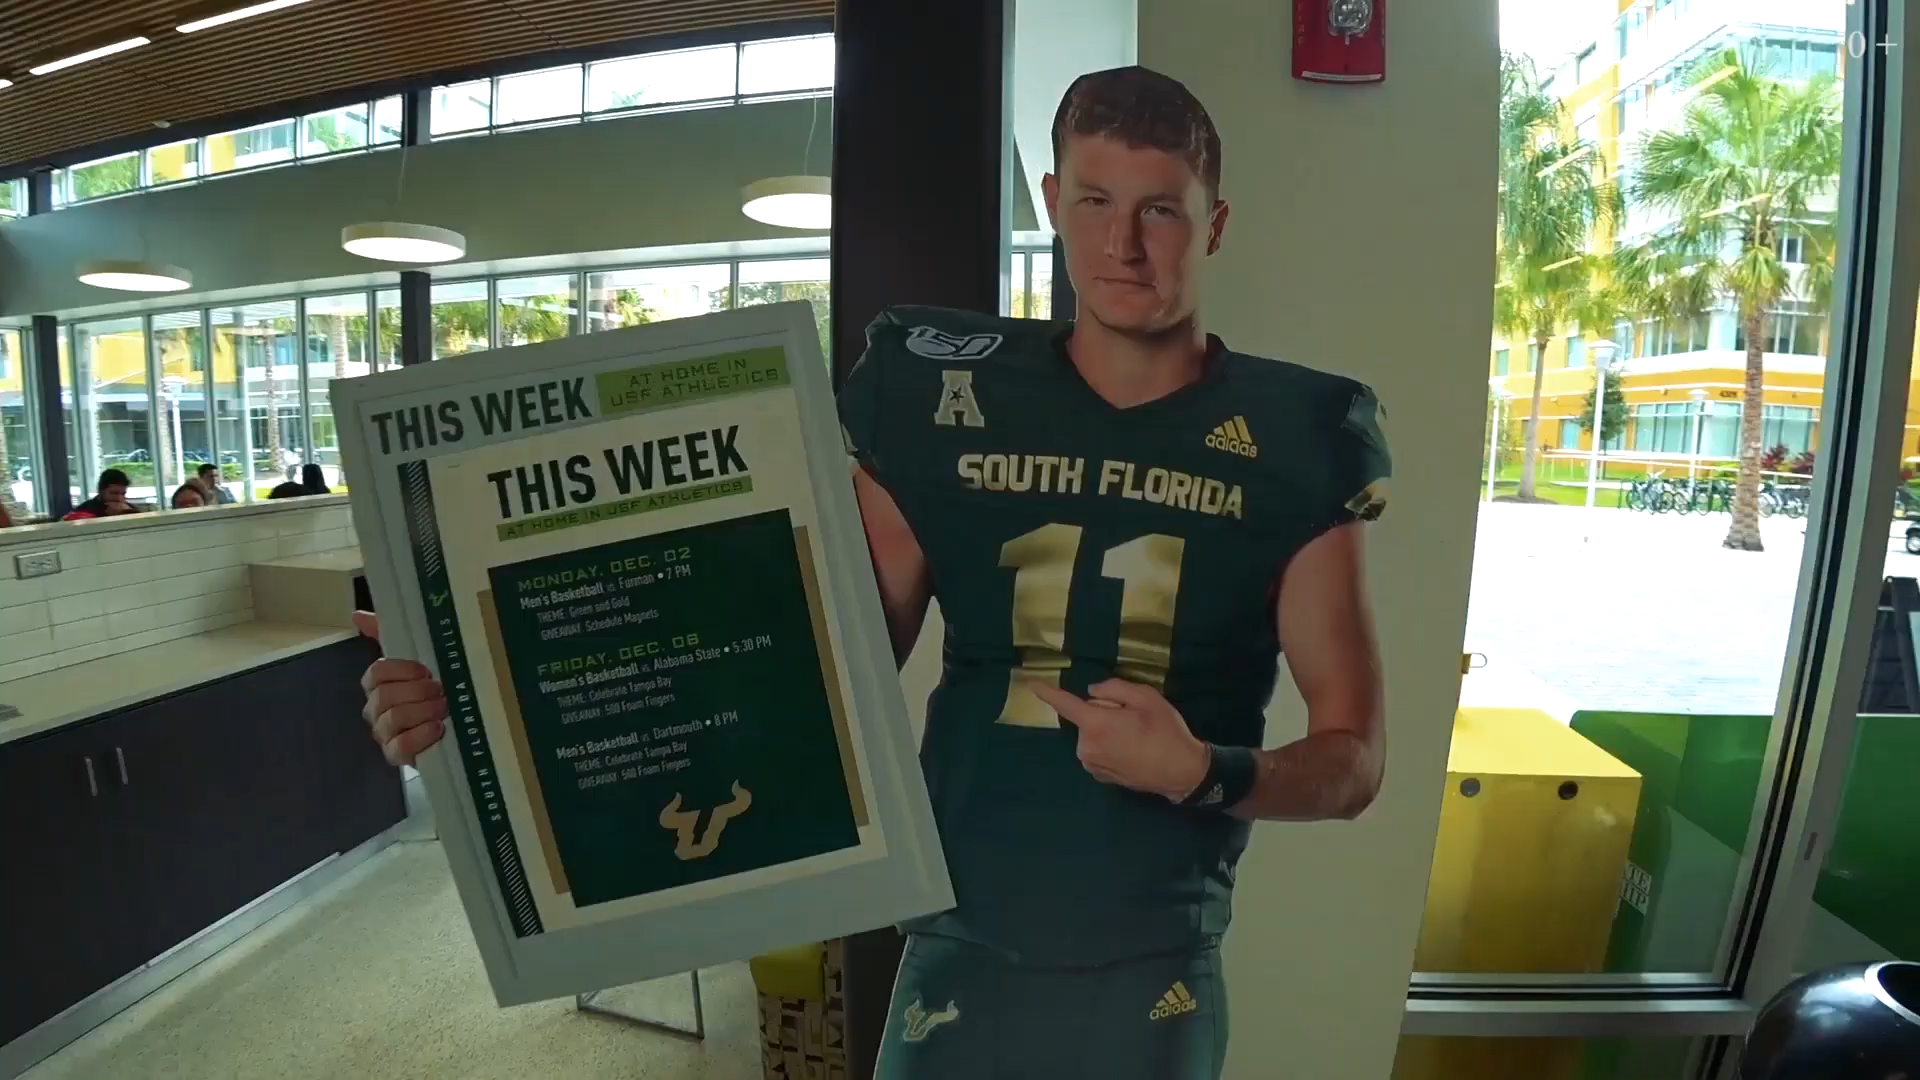 THIS WEEK
AT HOME IN
USF ATHLETICS
THIS WEEK
AT HOME IN USF ATHLETICS
MONDAY, DEC. 02
Men's Basketball vs Furman • 7 PM
THEME: Green and Gold
GIVEAWAY: Schedule Magnets
FRIDAY, DEC. 06
Women's Basketball vs Alabama State • 5:30 PM
THEME: Celebrate Tampa Bay
GIVEAWAY: 500 Foam Fingers
Men's Basketball vs Dartmouth • 8 PM
THEME: Celebrate Tampa Bay
GIVEAWAY: 500 Foam Fingers
SOUTH FLORIDA BULLS
150
A
adidas
SOUTH FLORIDA
11
adidas
0 +